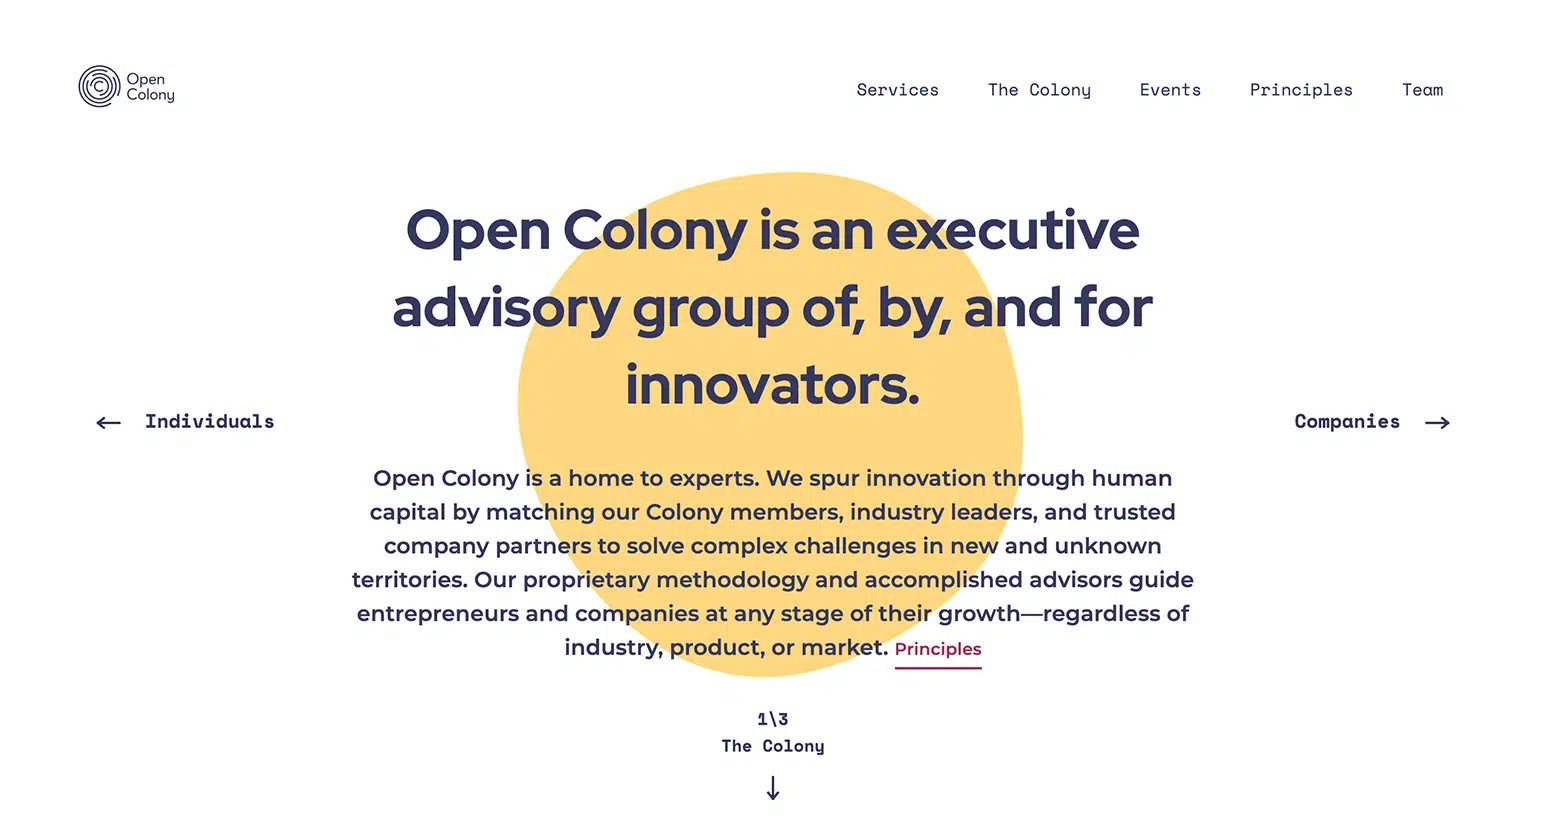 Open
Colony
Services The Colony Events Principles Team
Open Colony is an executive
advisory group of, by, and for
innovators.
← Individuals
Companies →
Open Colony is a home to experts. We spur innovation through human
capital by matching our Colony members, industry leaders, and trusted
company partners to solve complex challenges in new and unknown
territories. Our proprietary methodology and accomplished advisors guide
entrepreneurs and companies at any stage of their growth—regardless of
industry, product, or market. Principles
1\3
The Colony
↓